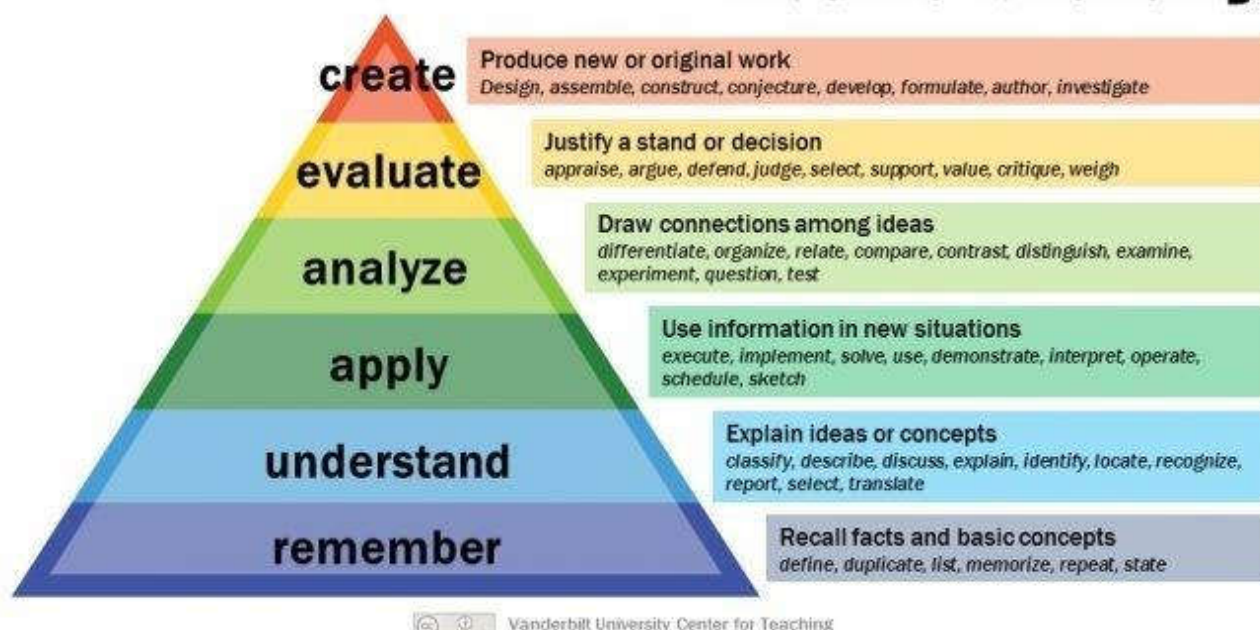 create
Produce new or original work
Design, assemble, construct, conjecture, develop, formulate, author, investigate
evaluate
Justify a stand or decision
appraise, argue, defend, judge, select, support, value, critique, weigh
analyze
Draw connections among ideas
differentiate, organize, relate, compare, contrast, distinguish, examine,
experiment, question, test
apply
Use information in new situations
execute, implement, solve, use, demonstrate, interpret, operate,
schedule, sketch
understand
Explain ideas or concepts
classify, describe, discuss, explain, identify, locate, recognize,
report, select, translate
remember
Recall facts and basic concepts
define, duplicate, list, memorize, repeat, state
cc
Vanderbilt University Center for Teaching